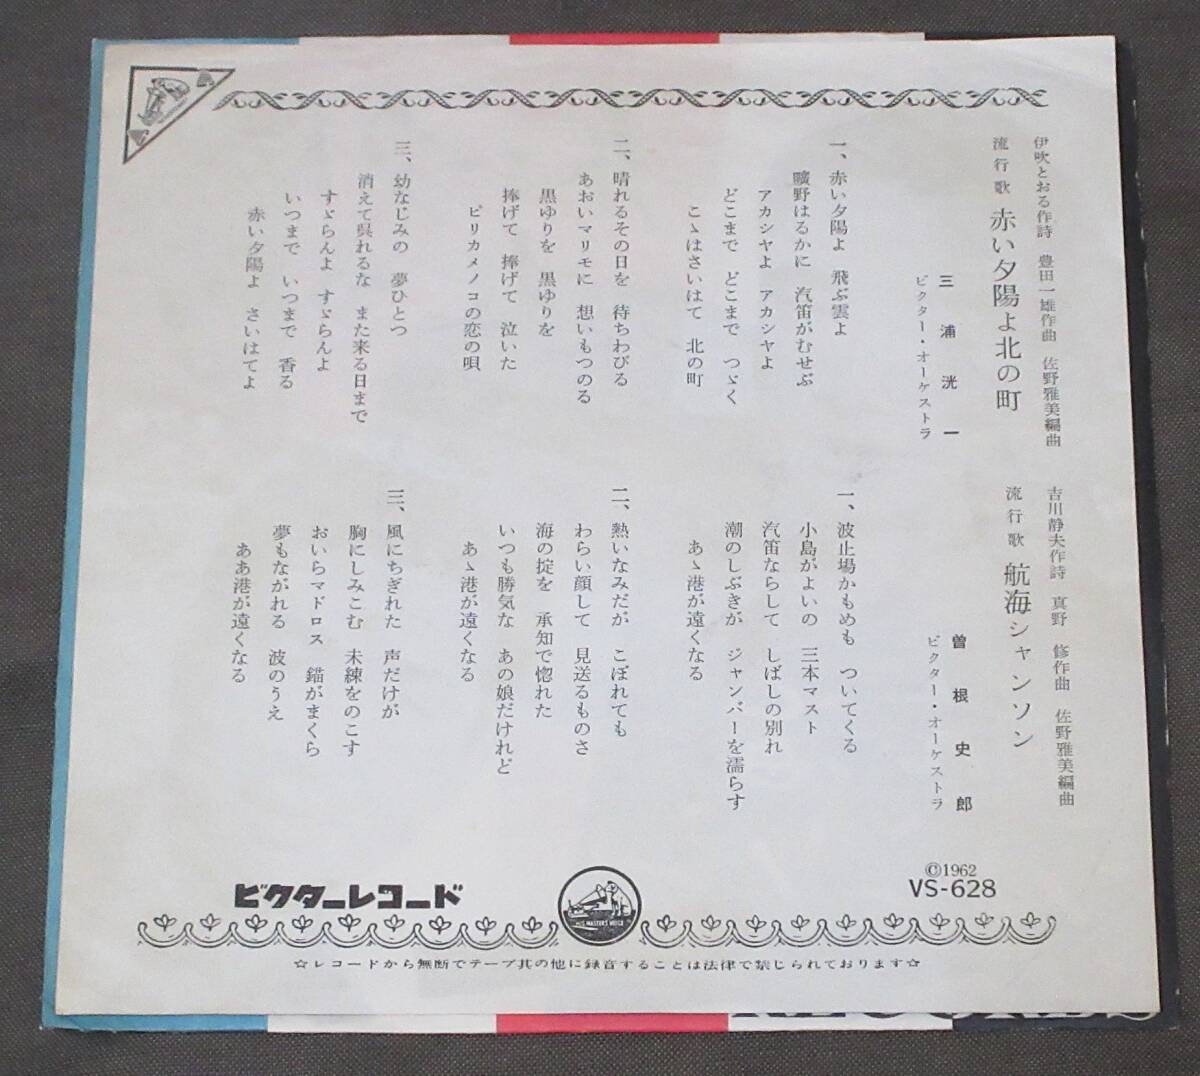 伊吹とおる作詩　豊田一雄作曲　佐野雅美編曲
流行歌　赤い夕陽よ北の町
三浦洸一
ビクター・オーケストラ
一、赤い夕陽よ　飛ぶ雲よ
曠野はるかに　汽笛がむせぶ
アカシヤよ　アカシヤよ
どこまで　どこまで　つゞく
こゝはさいはて　北の町
二、晴れるその日を　待ちわびる
あおいマリモに　想いもつのる
黒ゆりを　黒ゆりを
捧げて　捧げて　泣いた
ピリカメノコの恋の唄
三、幼なじみの　夢ひとつ
消えて呉れるな　また来る日まで
すゞらんよ　すゞらんよ
いつまで　いつまで　香る
赤い夕陽よ　さいはてよ
吉川静夫作詩　真野　修作曲　佐野雅美編曲
流行歌　航海シャンソン
曽根史郎
ビクター・オーケストラ
一、波止場かもめも　ついてくる
小島がよいの　三本マスト
汽笛ならして　しばしの別れ
潮のしぶきが　ジャンバーを濡らす
あゝ港が遠くなる
二、熱いなみだが　こぼれても
わらい顔して　見送るものさ
海の掟を　承知で惚れた
いつも勝気な　あの娘だけれど
あゝ港が遠くなる
三、風にちぎれた　声だけが
胸にしみこむ　未練をのこす
おいらマドロス　錨がまくら
夢もながれる　波のうえ
ああ港が遠くなる
©1962
VS-628
ビクターレコード
HIS MASTER'S VOICE
☆レコードから無断でテープ其の他に録音することは法律で禁じられております☆
RECORDS